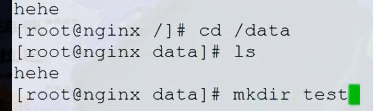 hehe
[root@nginx /]# cd /data
[root@nginx data]# ls
hehe
[root@nginx data]# mkdir test